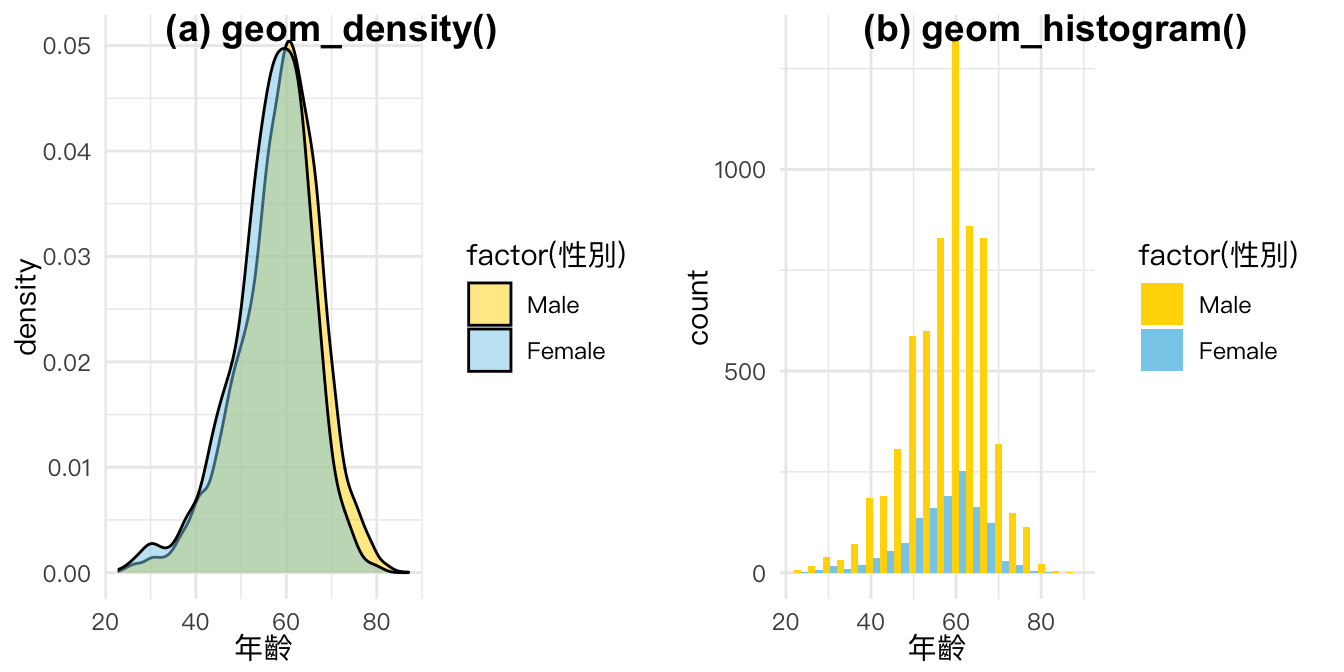 (a) geom_density()
0.05
0.04
0.03
0.02
0.01
0.00
density
20 40 60 80
年齡
factor(性別)
Male
Female
(b) geom_histogram()
1000
500
0
count
20 40 60 80
年齡
factor(性別)
Male
Female